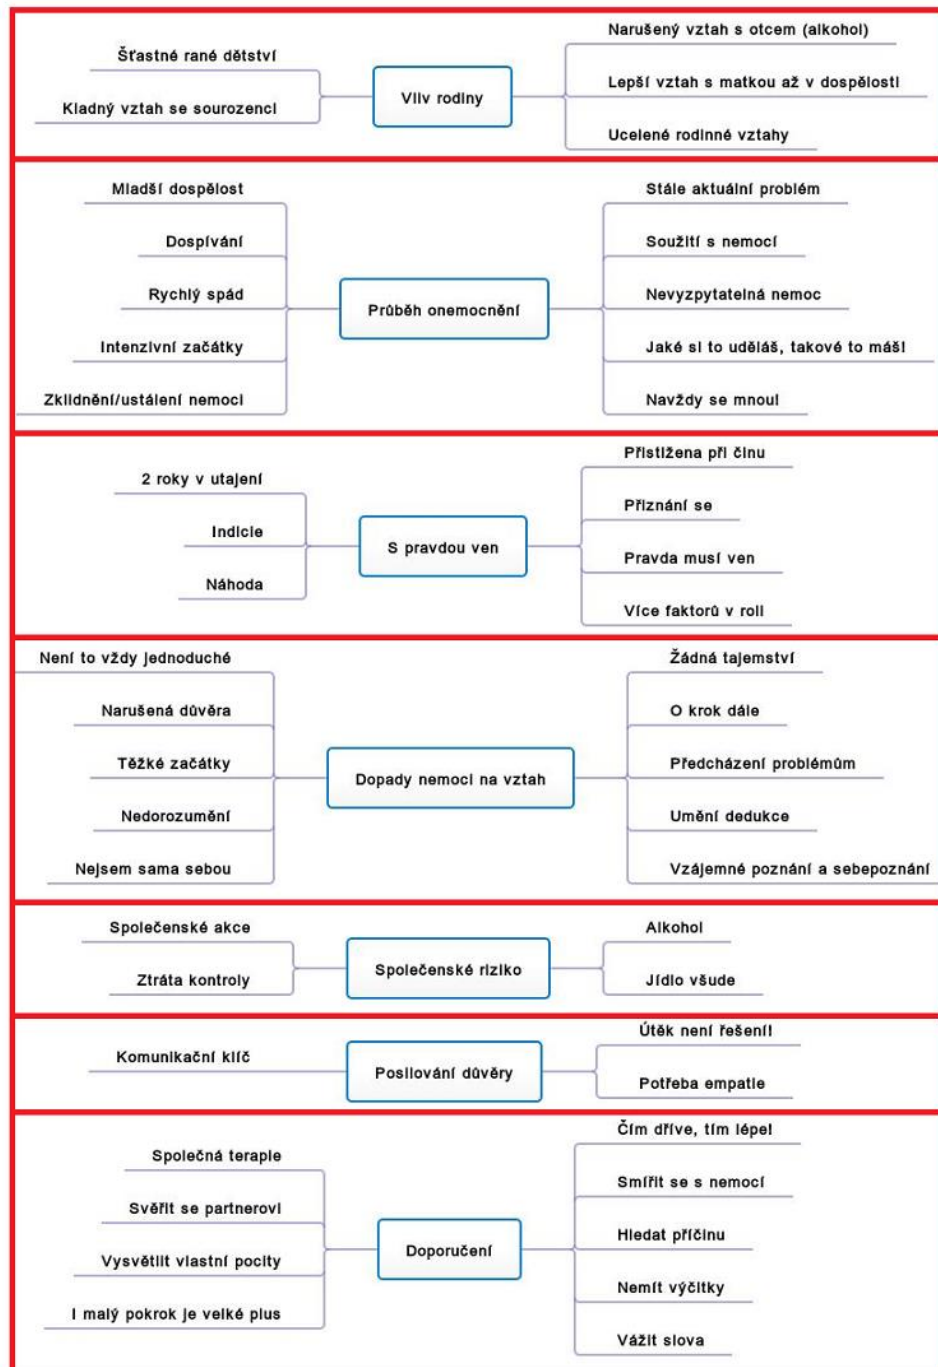 Šťastné rané dětství
Kladný vztah se sourozenci
Vliv rodiny
Narušený vztah s otcem (alkohol)
Lepší vztah s matkou až v dospělosti
Ucelené rodinné vztahy
Mladší dospělost
Dospívání
Rychlý spád
Intenzivní začátky
Zklidnění/ustálení nemoci
Průběh onemocnění
Stále aktuální problém
Soužití s nemocí
Nevyzpytatelná nemoc
Jaké si to uděláš, takové to máš!
Navždy se mnou!
2 roky v utajení
Indicie
Náhoda
S pravdou ven
Přistižena při činu
Přiznání se
Pravda musí ven
Více faktorů v roli
Není to vždy jednoduché
Narušená důvěra
Těžké začátky
Nedorozumění
Nejsem sama sebou
Dopady nemoci na vztah
Žádná tajemství
O krok dále
Předcházení problémům
Umění dedukce
Vzájemné poznání a sebepoznání
Společenské akce
Ztráta kontroly
Společenské riziko
Alkohol
Jídlo všude
Komunikační klíč
Posilování důvěry
Útěk není řešení!
Potřeba empatie
Společná terapie
Svěřit se partnerovi
Vysvětlit vlastní pocity
I malý pokrok je velké plus
Doporučení
Čím dříve, tím lépe!
Smířit se s nemocí
Hledat příčinu
Nemít výčitky
Vážit slova